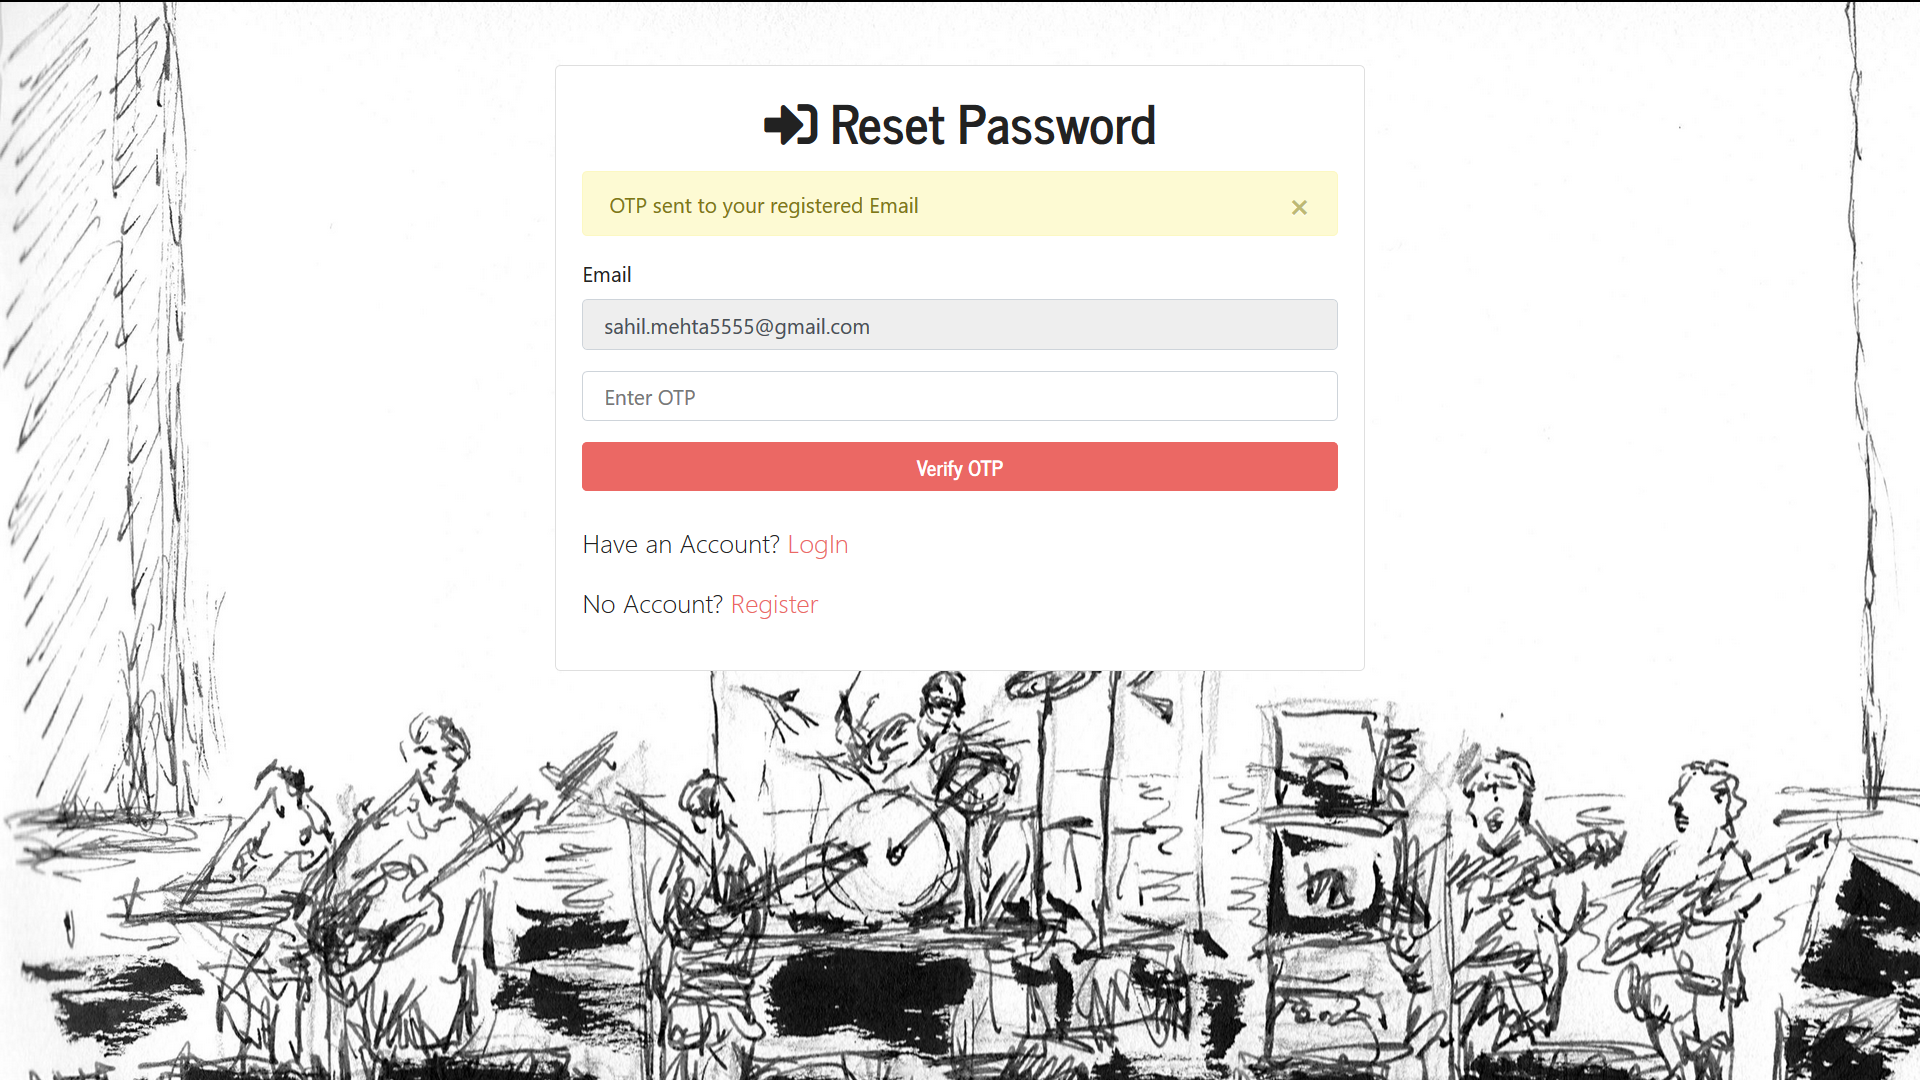 Reset Password
OTP sent to your registered Email ×
Email
sahil.mehta5555@gmail.com
Enter OTP
Verify OTP
Have an Account? LogIn
No Account? Register